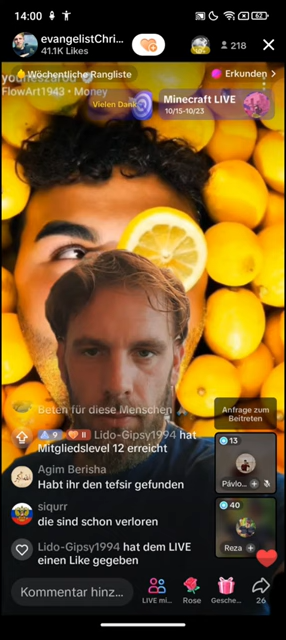 14:00
62
evangelistChri...
41.1K Likes
218
Wöchentliche Rangliste
Erkunden >
FlowArt1943 • Money
Vielen Dank
Minecraft LIVE
10/15-10/23
Beten für diese Menschen
Anfrage zum
Beitreten
9 11 Lido-Gipsy1994 hat
Mitgliedslevel 12 erreicht
13
Pávlo...
Agim Berisha
Habt ihr den tefsir gefunden
siqurr
die sind schon verloren
40
Reza
Lido-Gipsy1994 hat dem LIVE
einen Like gegeben
Kommentar hinz...
LIVE mi...
Rose
Gesche...
26